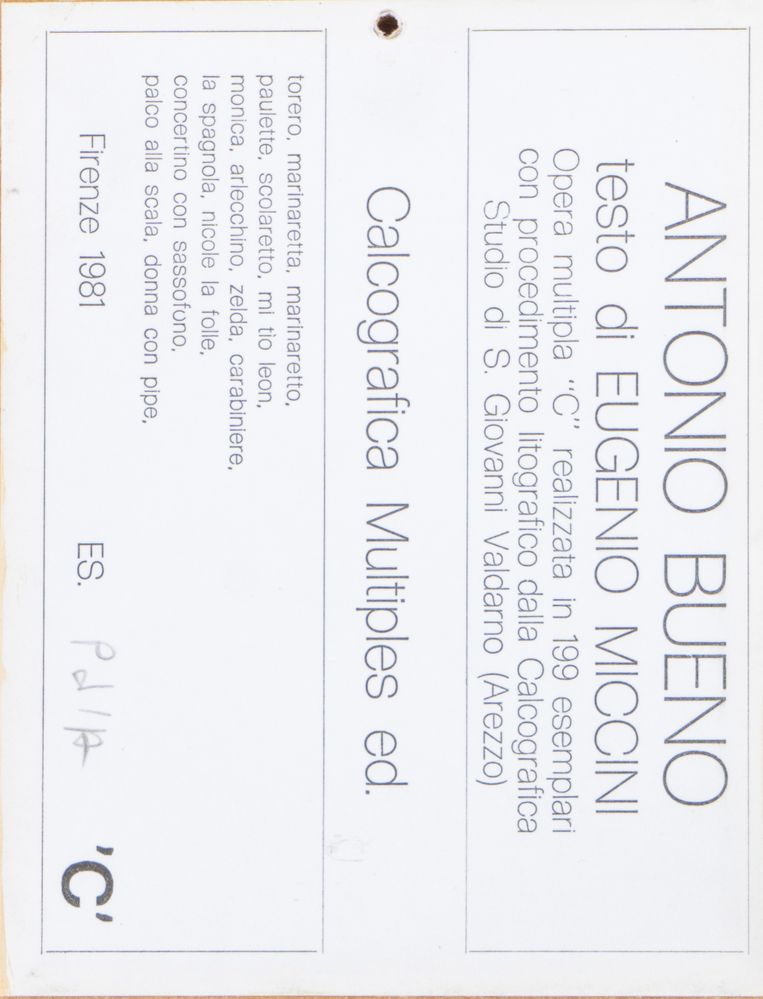 ANTONIO BUENO
testo di EUGENIO MICCINI
Opera multipla "C" realizzata in 199 esemplari
con procedimento litografico dalla Calcografica
Studio di S. Giovanni Valdarno (Arezzo)
Calcografica Multiples ed.
torero, marinaretta, marinaretto,
paulette, scolaretto, mi tio leon,
monica, arlecchino, zelda, carabiniere,
la spagnola, nicole la folle,
concertino con sassofono,
palco alla scala, donna con pipe,
Firenze 1981 ES. 'C'